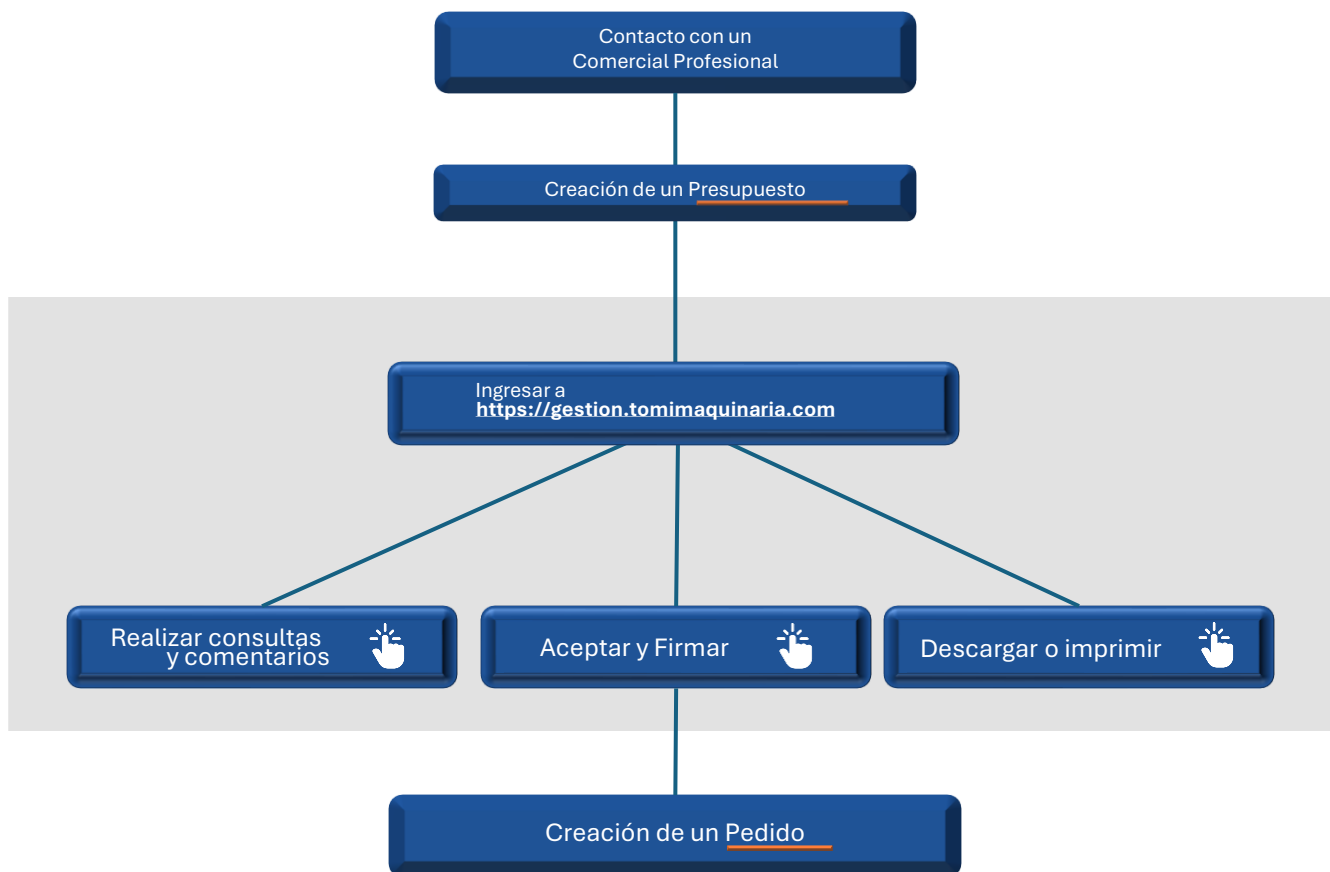 Contacto con un
Comercial Profesional
Creación de un Presupuesto
Ingresar a
https://gestion.tomimaquinaria.com
Realizar consultas
y comentarios
Aceptar y Firmar
Descargar o imprimir
Creación de un Pedido